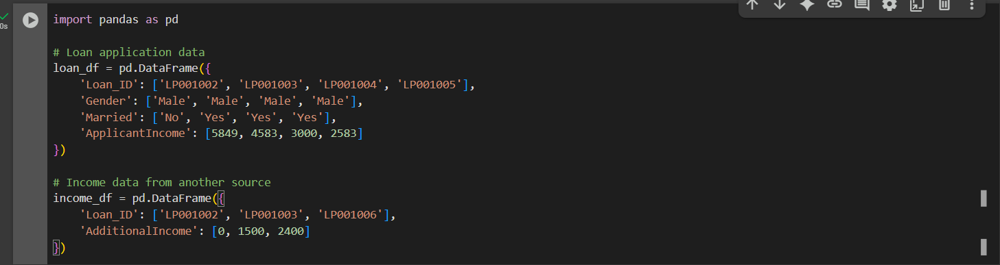 import pandas as pd
# Loan application data
loan_df = pd.DataFrame({
    'Loan_ID': ['LP001002', 'LP001003', 'LP001004', 'LP001005'],
    'Gender': ['Male', 'Male', 'Male', 'Male'],
    'Married': ['No', 'Yes', 'Yes', 'Yes'],
    'ApplicantIncome': [5849, 4583, 3000, 2583]
})
# Income data from another source
income_df = pd.DataFrame({
    'Loan_ID': ['LP001002', 'LP001003', 'LP001006'],
    'AdditionalIncome': [0, 1500, 2400]
})
0s